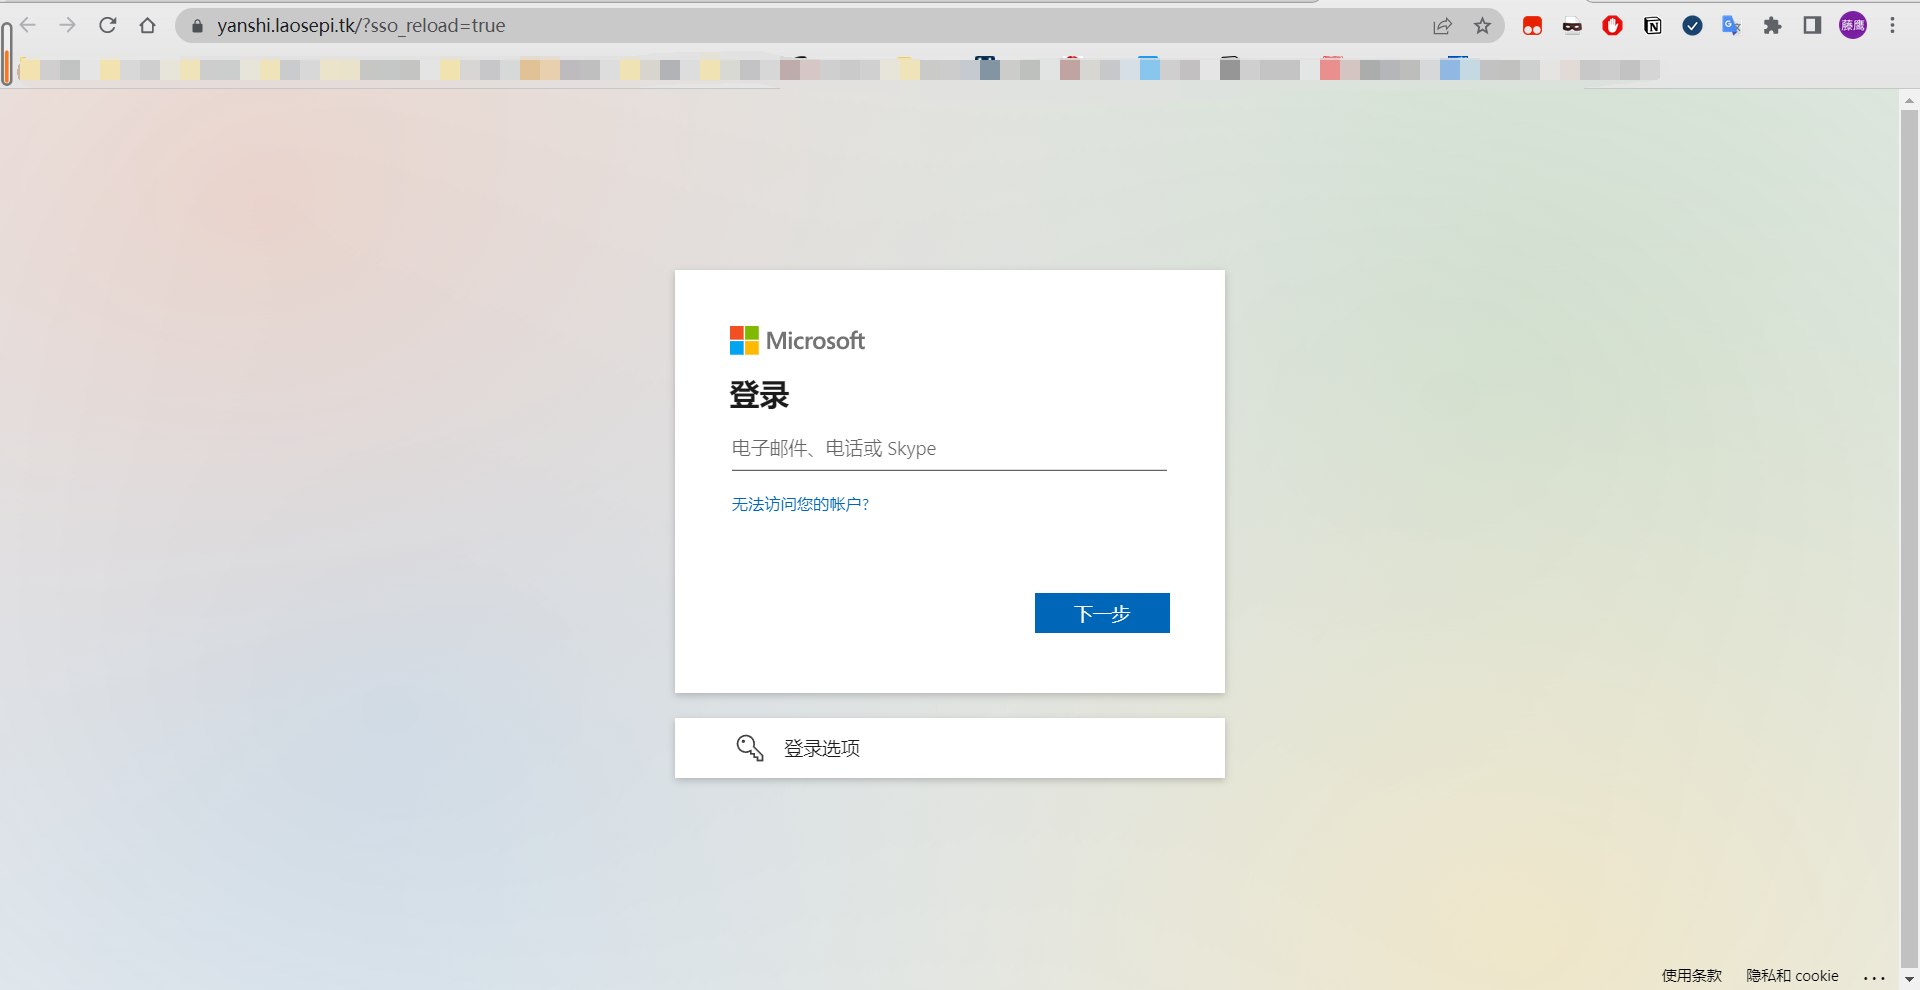 yanshi.laosepi.tk/?sso_reload=true
藤鹰
Microsoft
登录
电子邮件、电话或 Skype
无法访问您的帐户?
下一步
登录选项
使用条款 隐私和 cookie ...